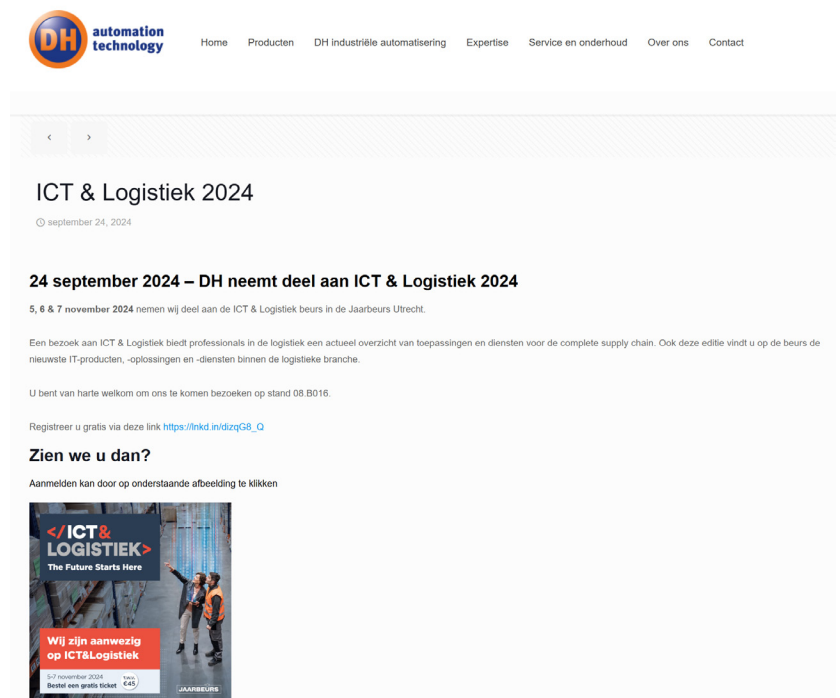 DH automation
technology
Home Producten DH industriële automatisering Expertise Service en onderhoud Over ons Contact
ICT & Logistiek 2024
september 24, 2024
24 september 2024 – DH neemt deel aan ICT & Logistiek 2024
5, 6 & 7 november 2024 nemen wij deel aan de ICT & Logistiek beurs in de Jaarbeurs Utrecht.
Een bezoek aan ICT & Logistiek biedt professionals in de logistiek een actueel overzicht van toepassingen en diensten voor de complete supply chain. Ook deze editie vindt u op de beurs de
nieuwste IT-producten, -oplossingen en -diensten binnen de logistieke branche.
U bent van harte welkom om ons te komen bezoeken op stand 08.B016.
Registreer u gratis via deze link https://lnkd.in/dizqG8_Q
Zien we u dan?
Aanmelden kan door op onderstaande afbeelding te klikken
</ICT&
LOGISTIEK>
The Future Starts Here
Wij zijn aanwezig
op ICT&Logistiek
5-7 november 2024
Bestel een gratis ticket
€45
JAARBEURS